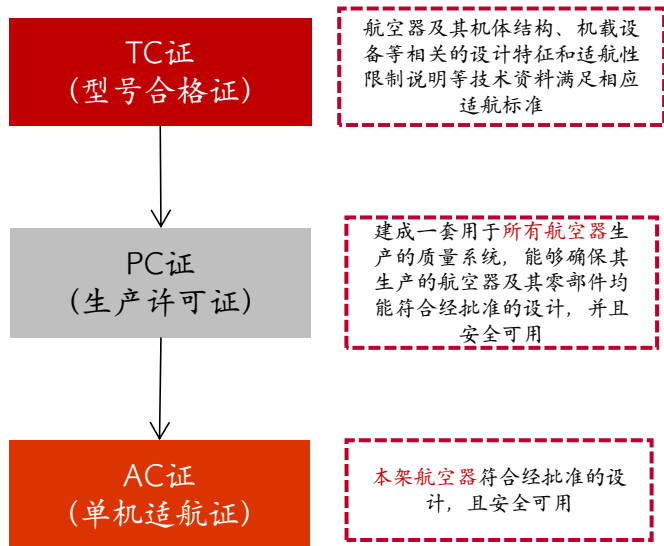 TC证
（型号合格证）
航空器及其机体结构、机载设
备等相关的设计特征和适航性
限制说明等技术资料满足相应
适航标准
PC证
（生产许可证）
建成一套用于所有航空器生
产的质量系统，能够确保其
生产的航空器及其零部件均
能符合经批准的设计，并且
安全可用
AC证
（单机适航证）
本架航空器符合经批准的设
计，且安全可用